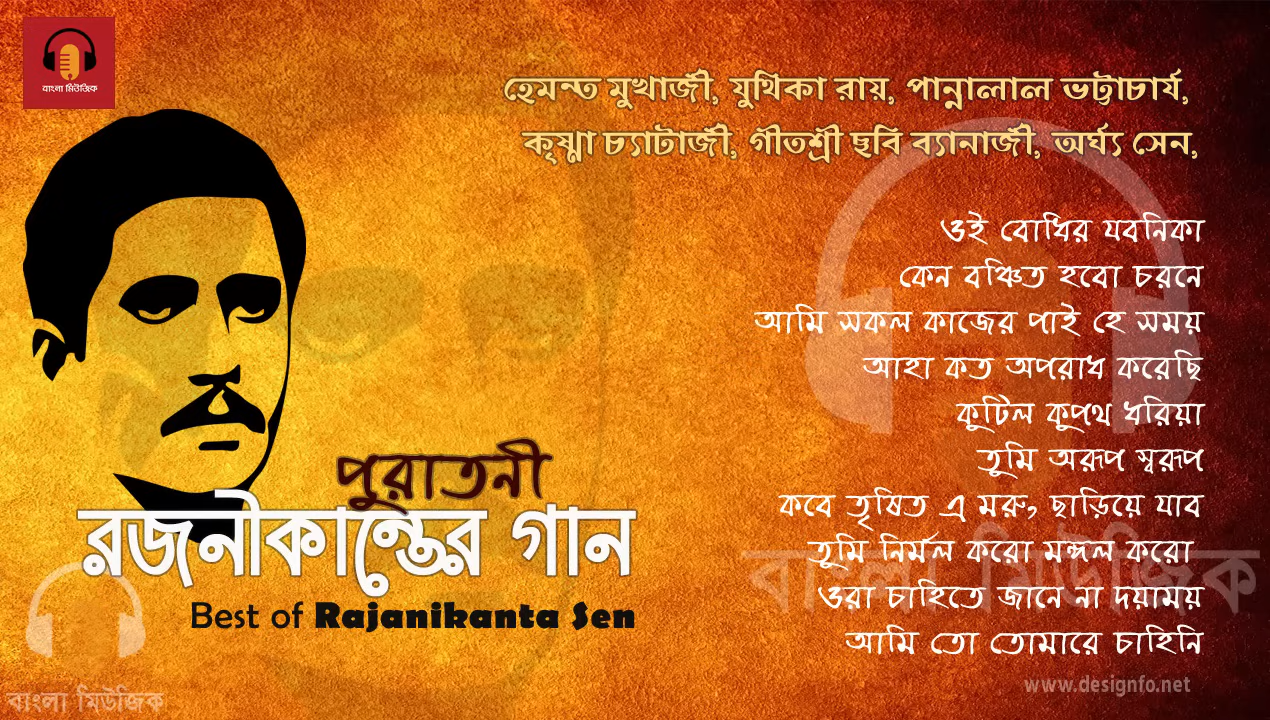 বাংলা মিউজিক
হেমন্ত মুখার্জী, যুথিকা রায়, পান্নালাল ভট্টাচার্য,
কৃষ্ণা চ্যাটার্জী, গীতশ্রী ছবি ব্যানার্জী, অর্ঘ্য সেন,
ওই বোধির যবনিকা
কেন বঞ্চিত হবো চরনে
আমি সকল কাজের পাই হে সময়
আহা কত অপরাধ করেছি
কুটিল কুপথ ধরিয়া
তুমি অরূপ স্বরূপ
কবে তৃষিত এ মরু, ছাড়িয়ে যাব
তুমি নির্মল করো মঙ্গল করো
ওরা চাহিতে জানে না দয়াময়
আমি তো তোমারে চাহিনি
পুরাতনী
রজনীকান্তের গান
Best of Rajanikanta Sen
বাংলা মিউজিক
বাংলা মিউজিক
www.designfo.net